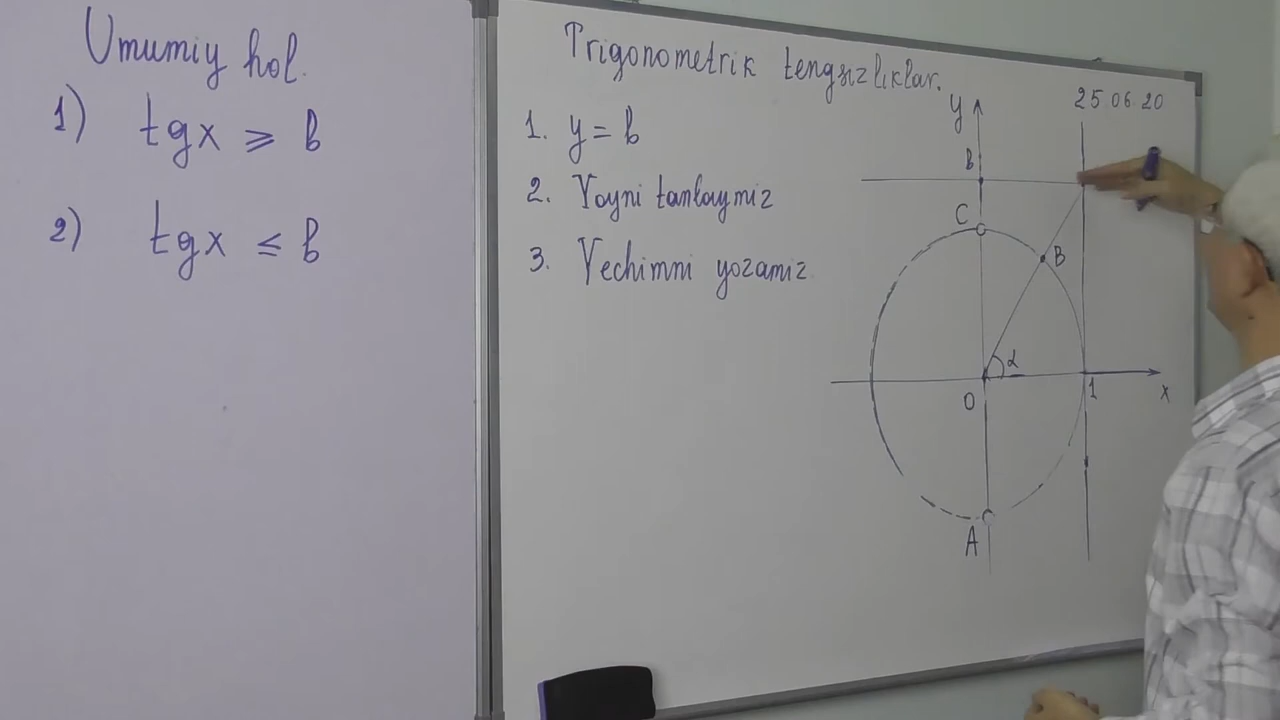 Umumiy hol.
1) tgx ⩾ b
2) tgx ≤ b
Trigonometrik tengsizliklar.
25 06 20
1. y = b
2. Yoyni tanlaymiz
3. Yechimni yozamiz
y
b
C
B
α
O
1
x
A